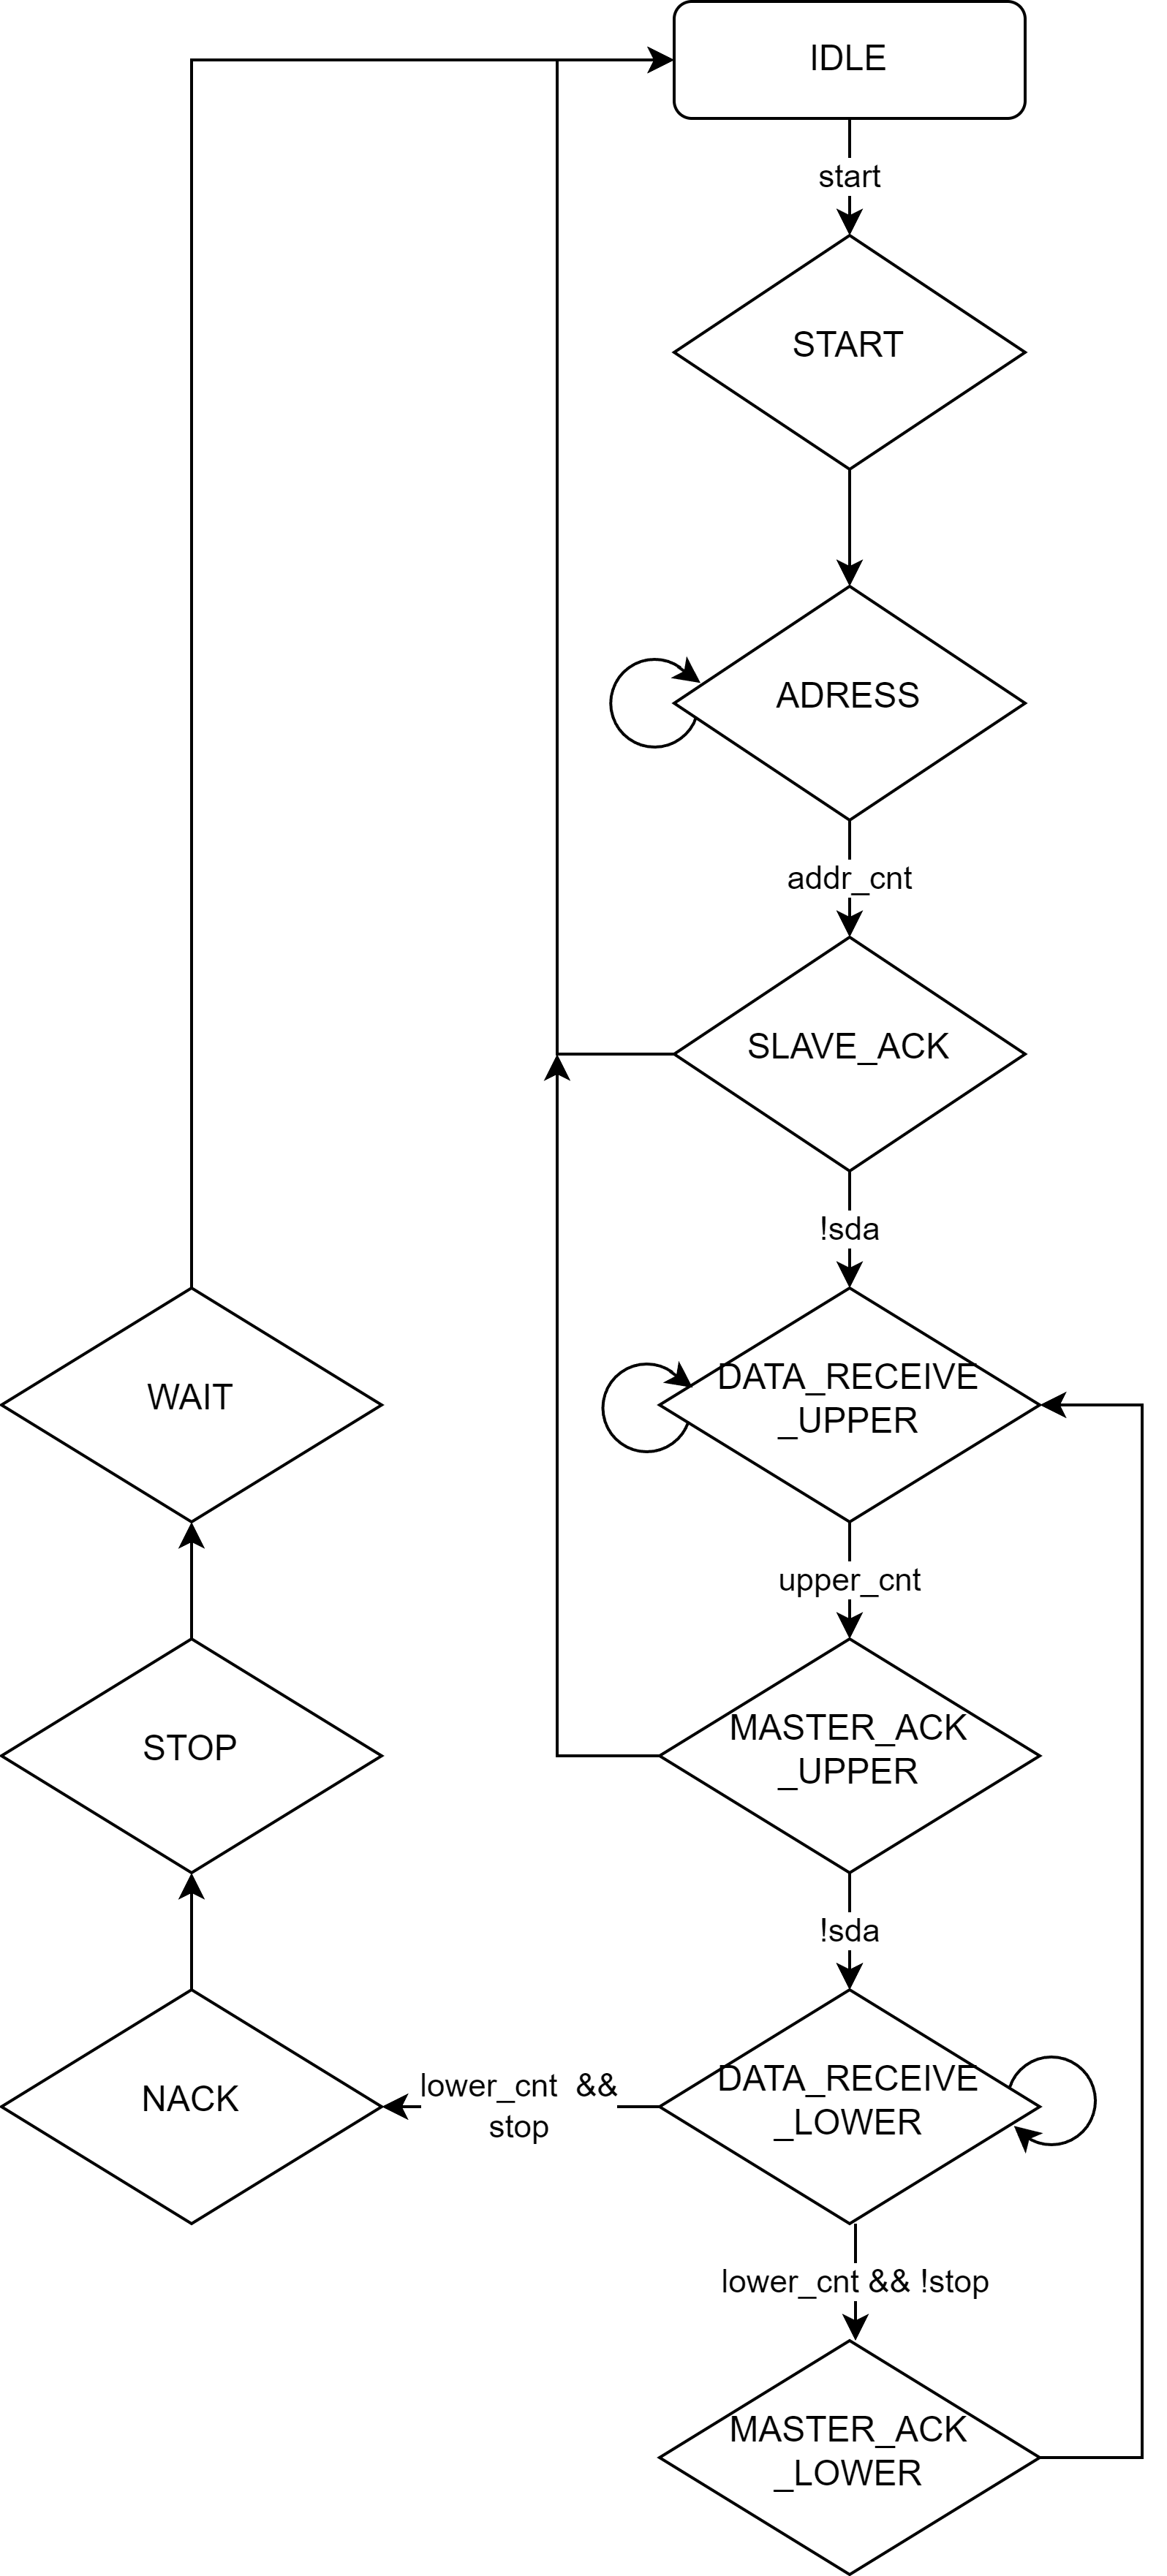 IDLE
start
START
ADRESS
addr_cnt
SLAVE_ACK
!sda
DATA_RECEIVE
_UPPER
WAIT
upper_cnt
MASTER_ACK
_UPPER
STOP
!sda
DATA_RECEIVE
_LOWER
lower_cnt &&
stop
NACK
lower_cnt && !stop
MASTER_ACK
_LOWER